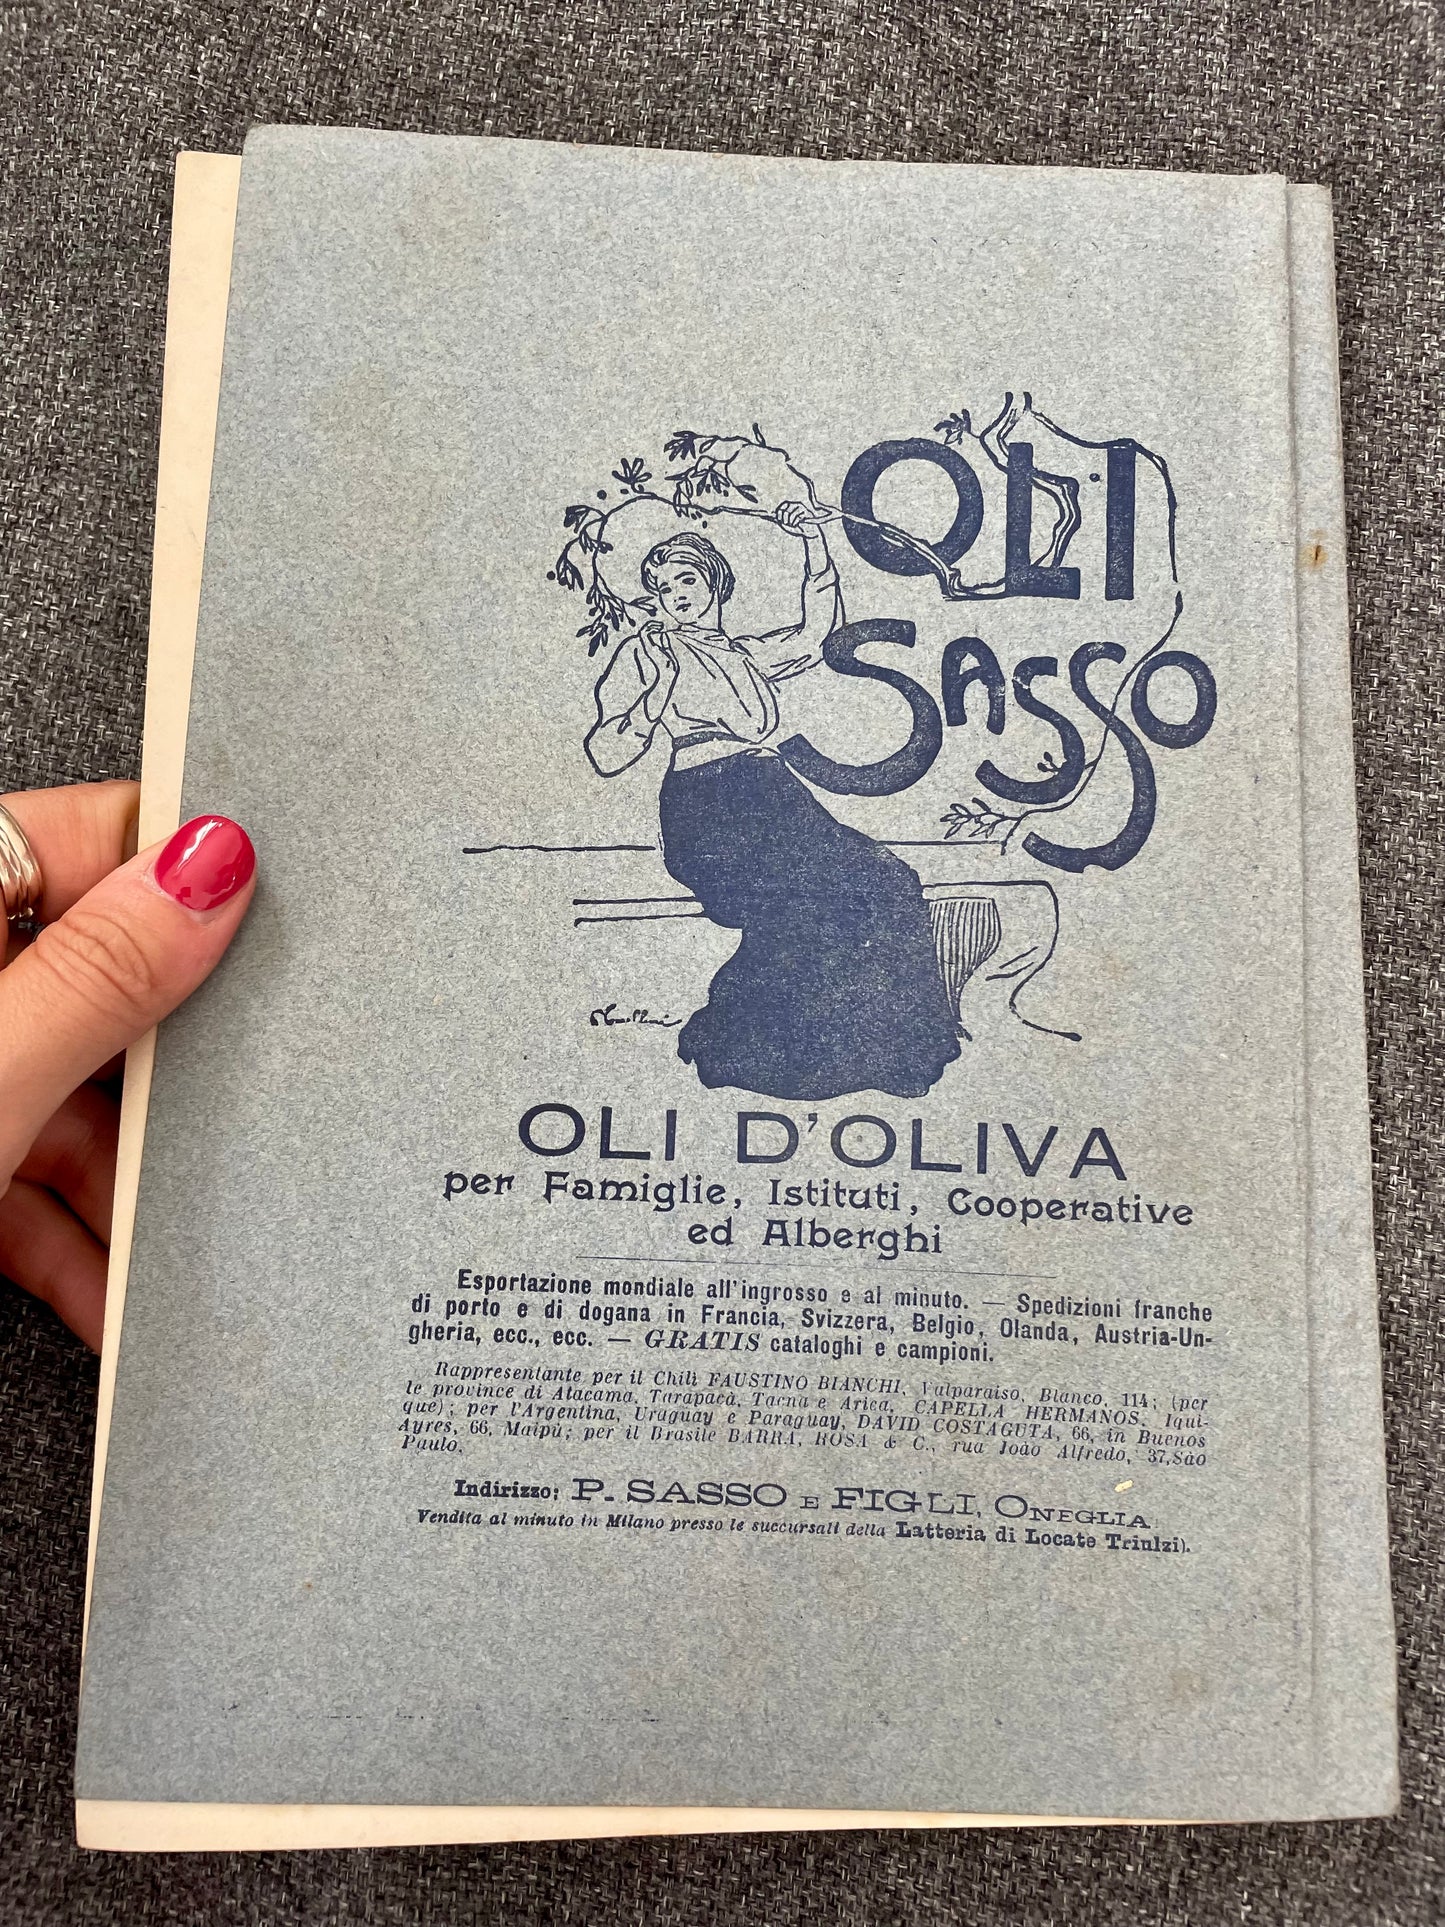 OLI
SASSO
OLI D'OLIVA
per Famiglie, Istituti, Cooperative
ed Alberghi
Esportazione mondiale all'ingrosso e al minuto. — Spedizioni franche
di porto e di dogana in Francia, Svizzera, Belgio, Olanda, Austria-Un-
gheria, ecc., ecc. — GRATIS cataloghi e campioni.
Rappresentante per il Chilì FAUSTINO BIANCHI, Valparaiso, Blanco, 114; (per
le province di Atacama, Tarapacà, Tacna e Arica, CAPELLA HERMANOS, Iqui-
que); per l'Argentina, Uruguay e Paraguay, DAVID COSTAGUTA, 66, in Buenos
Ayres, 66, Maipù; per il Brasile BARRA, ROSA & C., rua João Alfredo, 37, São
Paulo.
Indirizzo: P. SASSO E FIGLI, ONEGLIA
Vendita al minuto in Milano presso le succursali della Latteria di Locate Triulzi).